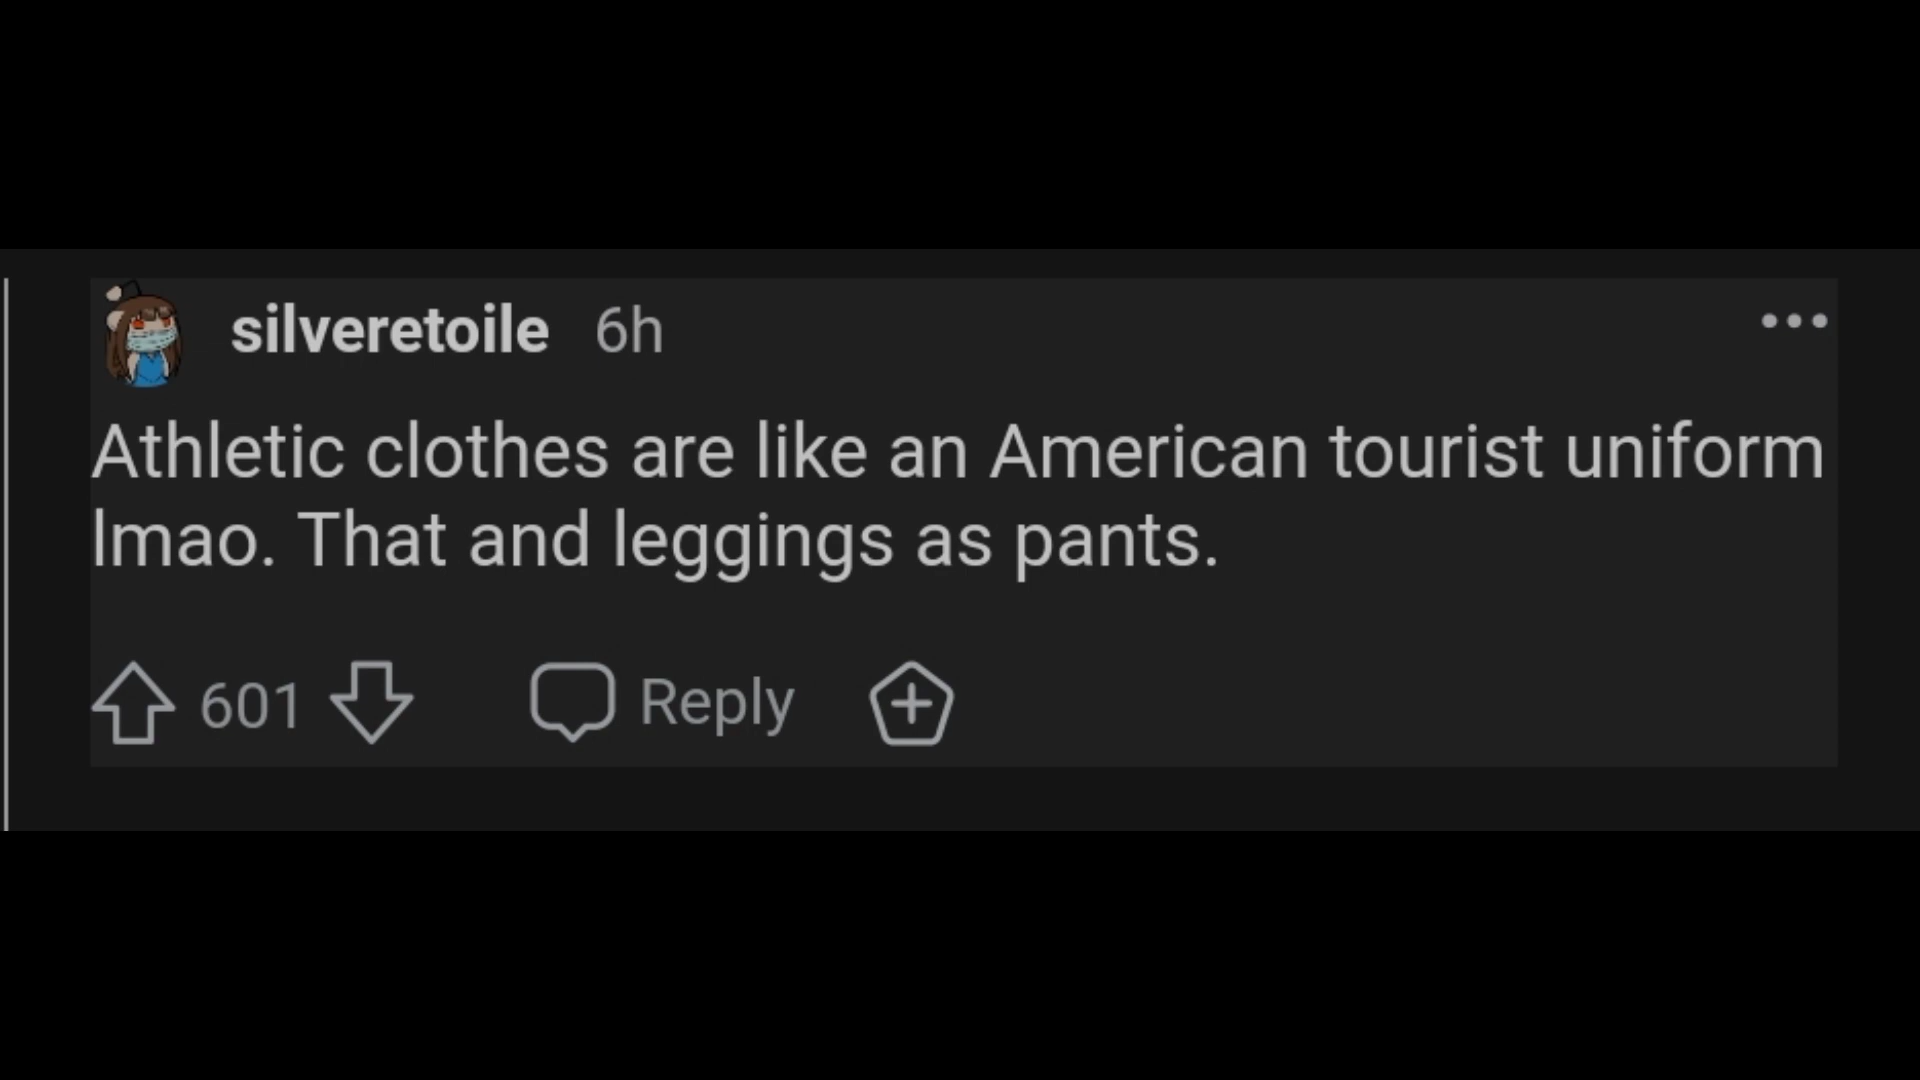 silveretoile 6h
Athletic clothes are like an American tourist uniform
lmao. That and leggings as pants.
601 Reply